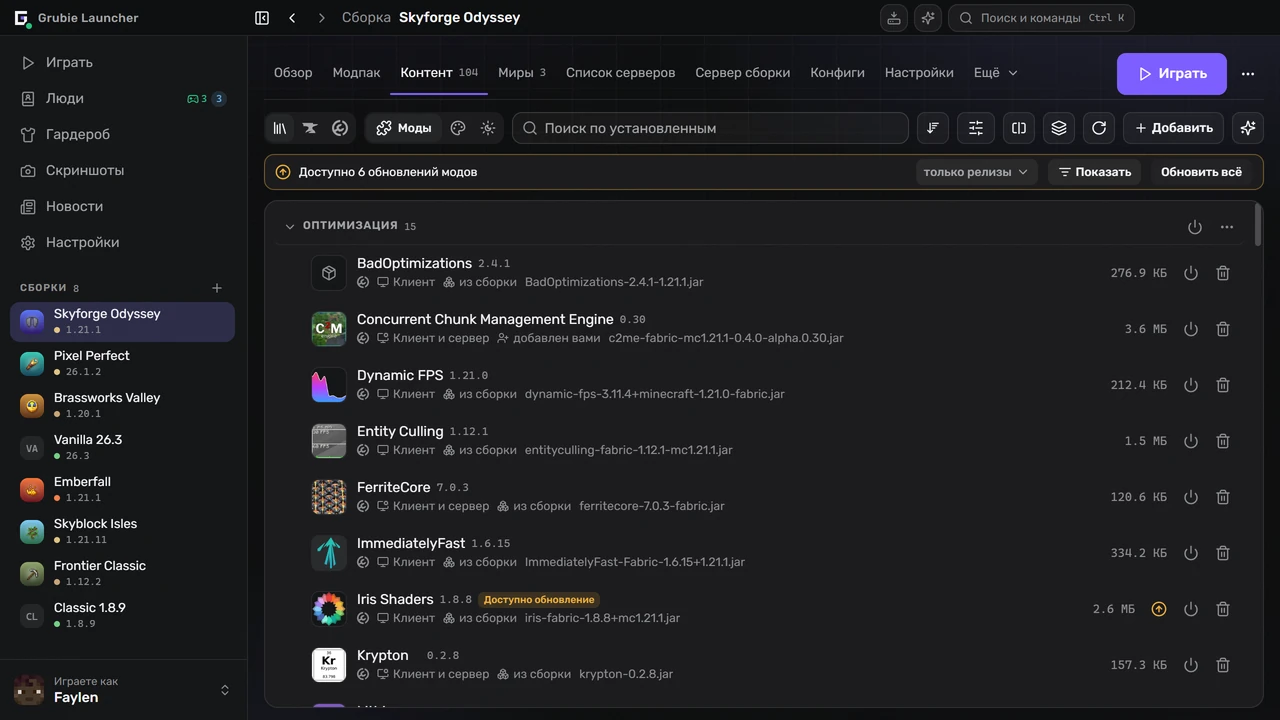 Grubie Launcher
Сборка Skyforge Odyssey
Поиск и команды Ctrl K
Играть
Люди 3 3
Гардероб
Скриншоты
Новости
Настройки
СБОРКИ 8
Skyforge Odyssey
1.21.1
Pixel Perfect
26.1.2
Brassworks Valley
1.20.1
VA
Vanilla 26.3
26.3
Emberfall
1.21.1
Skyblock Isles
1.21.11
Frontier Classic
1.12.2
CL
Classic 1.8.9
1.8.9
Играете как
Faylen
Обзор Модпак Контент 104 Миры 3 Список серверов Сервер сборки Конфиги Настройки Ещё
Играть
Моды
Поиск по установленным
Добавить
Доступно 6 обновлений модов
только релизы
Показать
Обновить всё
ОПТИМИЗАЦИЯ 15
BadOptimizations 2.4.1
Клиент из сборки BadOptimizations-2.4.1-1.21.1.jar
276.9 КБ
Concurrent Chunk Management Engine 0.30
Клиент и сервер добавлен вами c2me-fabric-mc1.21.1-0.4.0-alpha.0.30.jar
3.6 МБ
Dynamic FPS 1.21.0
Клиент из сборки dynamic-fps-3.11.4+minecraft-1.21.0-fabric.jar
212.4 КБ
Entity Culling 1.12.1
Клиент из сборки entityculling-fabric-1.12.1-mc1.21.1.jar
1.5 МБ
FerriteCore 7.0.3
Клиент и сервер из сборки ferritecore-7.0.3-fabric.jar
120.6 КБ
ImmediatelyFast 1.6.15
Клиент из сборки ImmediatelyFast-Fabric-1.6.15+1.21.1.jar
334.2 КБ
Iris Shaders 1.8.8 Доступно обновление
Клиент из сборки iris-fabric-1.8.8+mc1.21.1.jar
2.6 МБ
Kr
Krypton
Krypton 0.2.8
Клиент и сервер из сборки krypton-0.2.8.jar
157.3 КБ